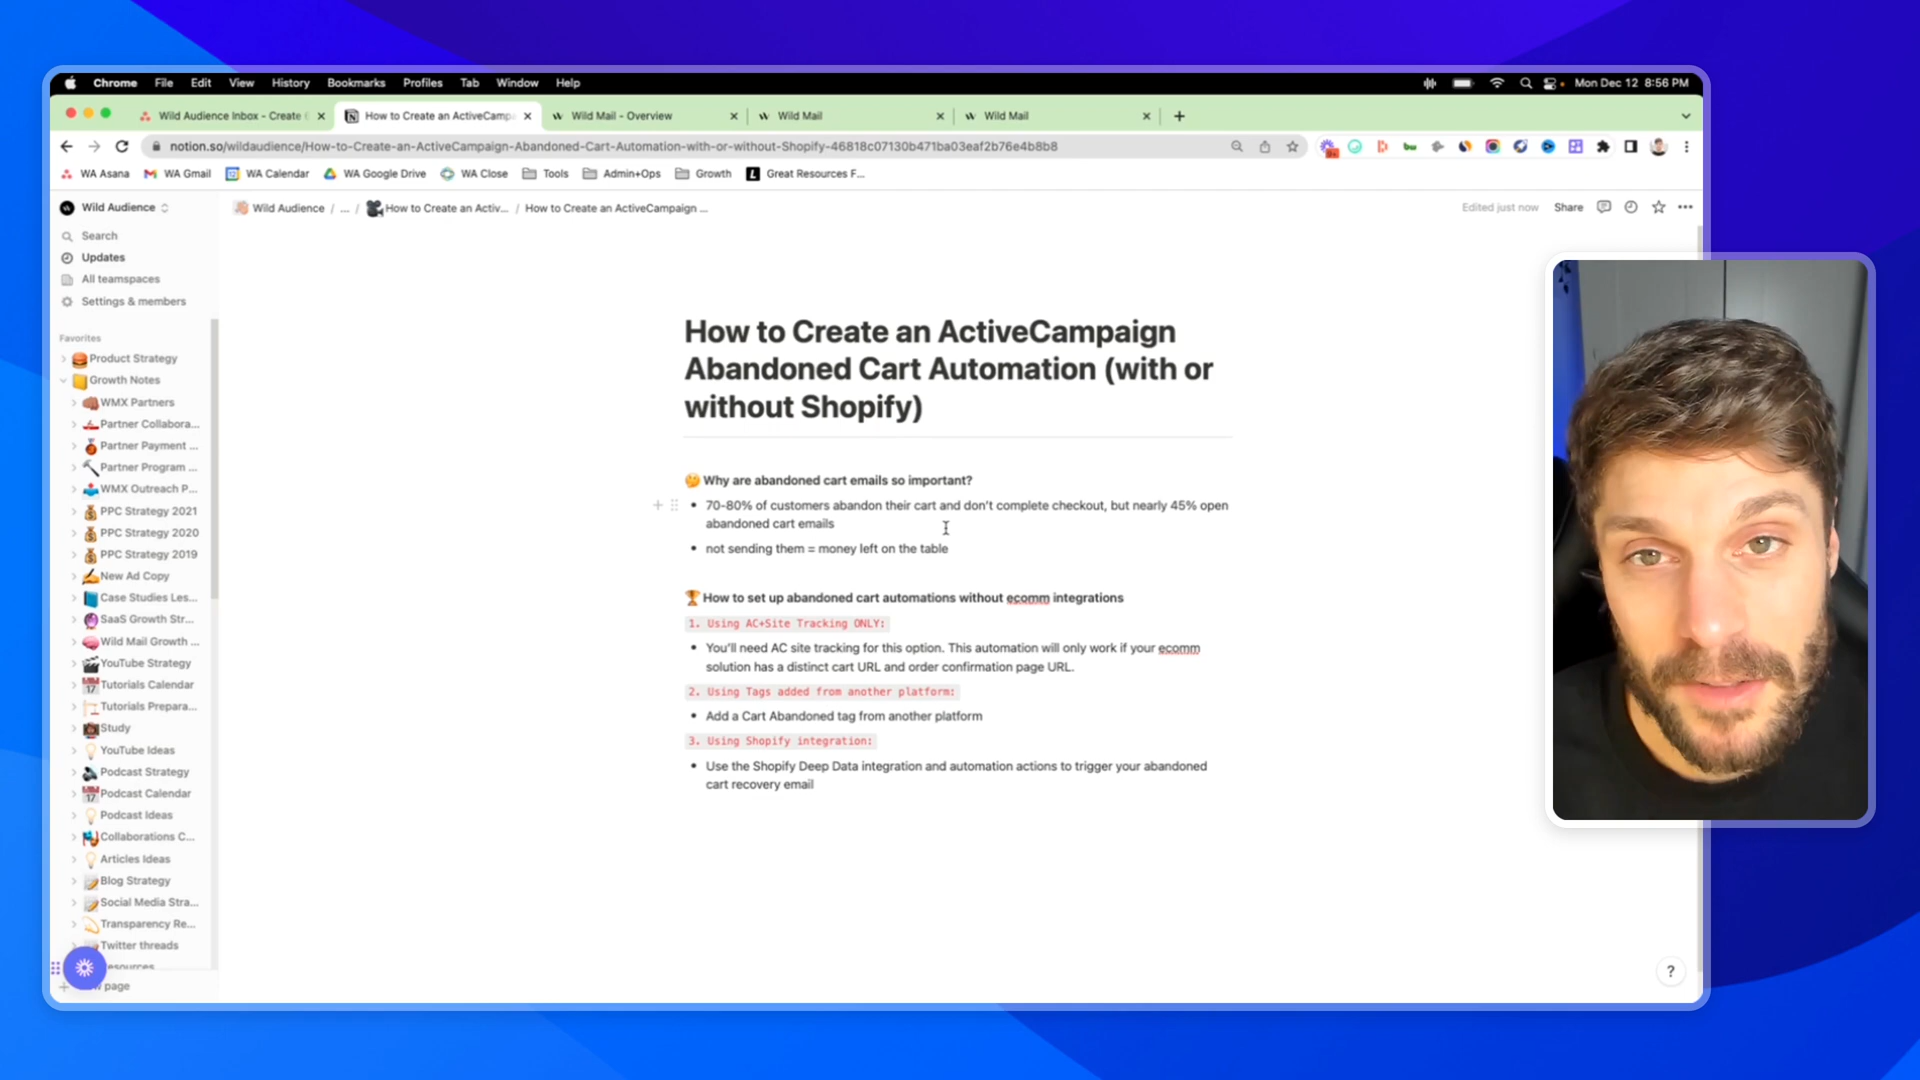 Chrome File Edit View History Bookmarks Profiles Tab Window Help
Mon Dec 12 8:56 PM
Wild Audience Inbox - Create
How to Create an ActiveCamp
Wild Mail - Overview
Wild Mail
Wild Mail
notion.so/wildaudience/How-to-Create-an-ActiveCampaign-Abandoned-Cart-Automation-with-or-without-Shopify-46818c07130b471ba03eaf2b76e4b8b8
WA Asana
WA Gmail
WA Calendar
WA Google Drive
WA Close
Tools
Admin+Ops
Growth
Great Resources F...
Wild Audience
Wild Audience / ... / How to Create an Activ... / How to Create an ActiveCampaign ...
Edited just now
Share
Search
Updates
All teamspaces
Settings & members
Favorites
Product Strategy
Growth Notes
WMX Partners
Partner Collabora...
Partner Payment ...
Partner Program ...
WMX Outreach P...
PPC Strategy 2021
PPC Strategy 2020
PPC Strategy 2019
New Ad Copy
Case Studies Les...
SaaS Growth Str...
Wild Mail Growth ...
YouTube Strategy
Tutorials Calendar
Tutorials Prepara...
Study
YouTube Ideas
Podcast Strategy
Podcast Calendar
Podcast Ideas
Collaborations C...
Articles Ideas
Blog Strategy
Social Media Stra...
Transparency Re...
Twitter threads
page
How to Create an ActiveCampaign
Abandoned Cart Automation (with or
without Shopify)
🤔 Why are abandoned cart emails so important?
• 70-80% of customers abandon their cart and don't complete checkout, but nearly 45% open
abandoned cart emails
• not sending them = money left on the table
🏆 How to set up abandoned cart automations without ecomm integrations
1. Using AC+Site Tracking ONLY:
• You'll need AC site tracking for this option. This automation will only work if your ecomm
solution has a distinct cart URL and order confirmation page URL.
2. Using Tags added from another platform:
• Add a Cart Abandoned tag from another platform
3. Using Shopify integration:
• Use the Shopify Deep Data integration and automation actions to trigger your abandoned
cart recovery email
?